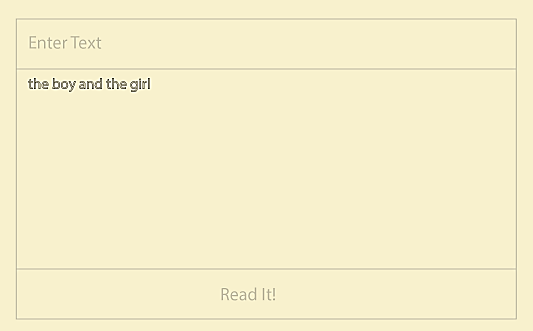 Enter Text
the boy and the girl
Read It!